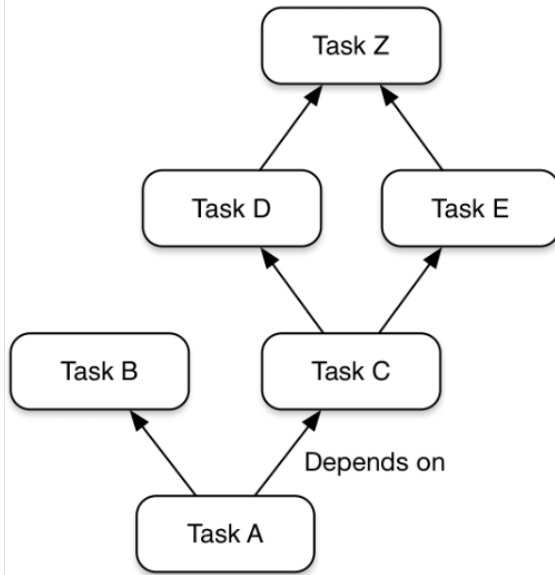 Task Z
Task D
Task E
Task B
Task C
Depends on
Task A